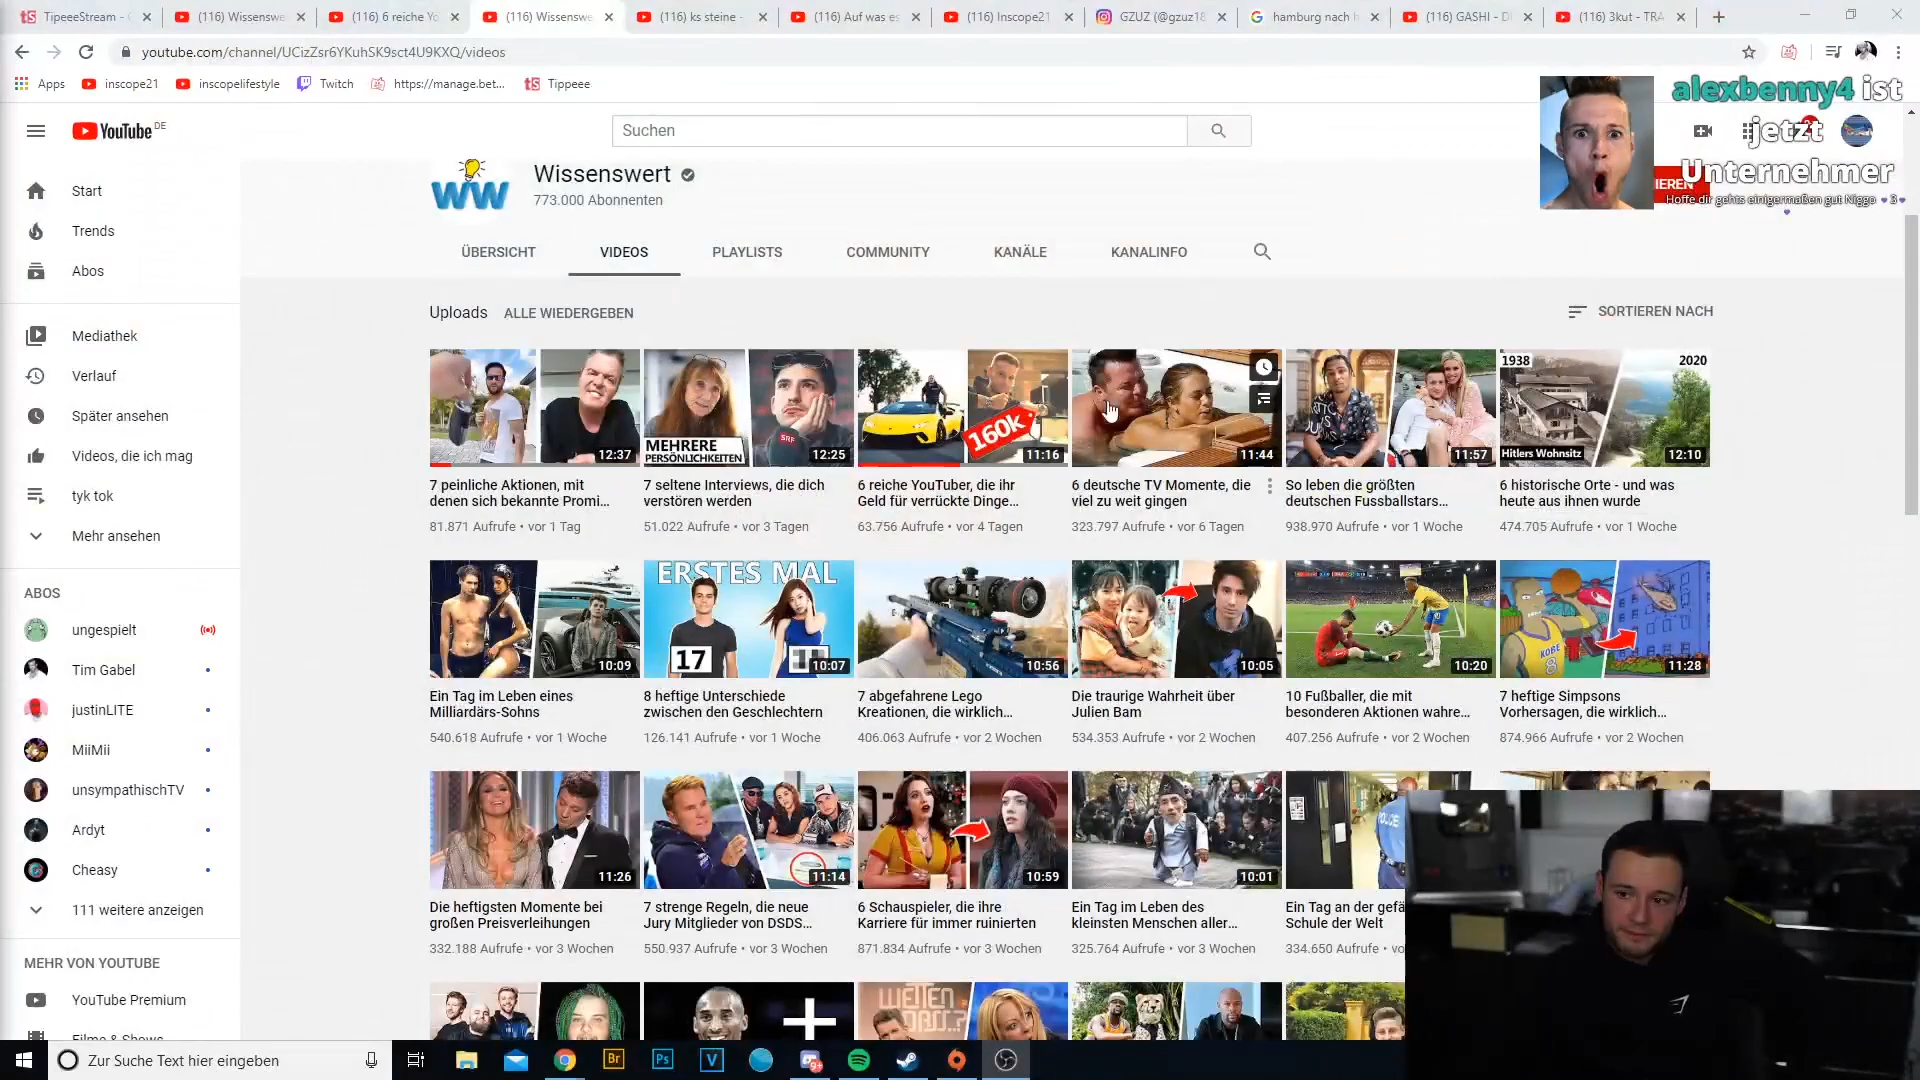 TipeeeStream - (
(116) Wissenswe
(116) 6 reiche Yo
(116) Wissenswe
(116) ks steine -
(116) Auf was es
(116) Inscope21
GZUZ (@gzuz18
hamburg nach h
(116) GASHI - D
(116) 3kut - TRA
youtube.com/channel/UCizZsr6YKuhSK9sct4U9KXQ/videos
Apps
inscope21
inscopelifestyle
Twitch
https://manage.bet...
Tippeee
alexbenny4 ist
jetzt
Unternehmer
IEREN
Hoffe dir gehts einigermaßen gut Niggo
YouTube DE
Suchen
Start
Trends
Abos
Mediathek
Verlauf
Später ansehen
Videos, die ich mag
tyk tok
Mehr ansehen
ABOS
ungespielt
Tim Gabel
justinLITE
MiiMii
unsympathischTV
Ardyt
Cheasy
111 weitere anzeigen
MEHR VON YOUTUBE
YouTube Premium
Filme & Shows
WW
Wissenswert
773.000 Abonnenten
ÜBERSICHT
VIDEOS
PLAYLISTS
COMMUNITY
KANÄLE
KANALINFO
Uploads
ALLE WIEDERGEBEN
SORTIEREN NACH
12:37
7 peinliche Aktionen, mit
denen sich bekannte Promi...
81.871 Aufrufe • vor 1 Tag
MEHRERE
PERSÖNLICHKEITEN
SRF
12:25
7 seltene Interviews, die dich
verstören werden
51.022 Aufrufe • vor 3 Tagen
160k
11:16
6 reiche YouTuber, die ihr
Geld für verrückte Dinge...
63.756 Aufrufe • vor 4 Tagen
11:44
6 deutsche TV Momente, die
viel zu weit gingen
323.797 Aufrufe • vor 6 Tagen
11:57
So leben die größten
deutschen Fussballstars...
938.970 Aufrufe • vor 1 Woche
1938
2020
Hitlers Wohnsitz
12:10
6 historische Orte - und was
heute aus ihnen wurde
474.705 Aufrufe • vor 1 Woche
10:09
Ein Tag im Leben eines
Milliardärs-Sohns
540.618 Aufrufe • vor 1 Woche
ERSTES MAL
17
10:07
8 heftige Unterschiede
zwischen den Geschlechtern
126.141 Aufrufe • vor 1 Woche
10:56
7 abgefahrene Lego
Kreationen, die wirklich...
406.063 Aufrufe • vor 2 Wochen
10:05
Die traurige Wahrheit über
Julien Bam
534.353 Aufrufe • vor 2 Wochen
10:20
10 Fußballer, die mit
besonderen Aktionen wahre...
407.256 Aufrufe • vor 2 Wochen
KOBE
8
11:28
7 heftige Simpsons
Vorhersagen, die wirklich...
874.966 Aufrufe • vor 2 Wochen
11:26
Die heftigsten Momente bei
großen Preisverleihungen
332.188 Aufrufe • vor 3 Wochen
11:14
7 strenge Regeln, die neue
Jury Mitglieder von DSDS...
550.937 Aufrufe • vor 3 Wochen
10:59
6 Schauspieler, die ihre
Karriere für immer ruinierten
871.834 Aufrufe • vor 3 Wochen
10:01
Ein Tag im Leben des
kleinsten Menschen aller...
325.764 Aufrufe • vor 3 Wochen
Ein Tag an der gefä
Schule der Welt
334.650 Aufrufe • vo
WETTEN
DASS..?
Zur Suche Text hier eingeben
Br
Ps
V
9+